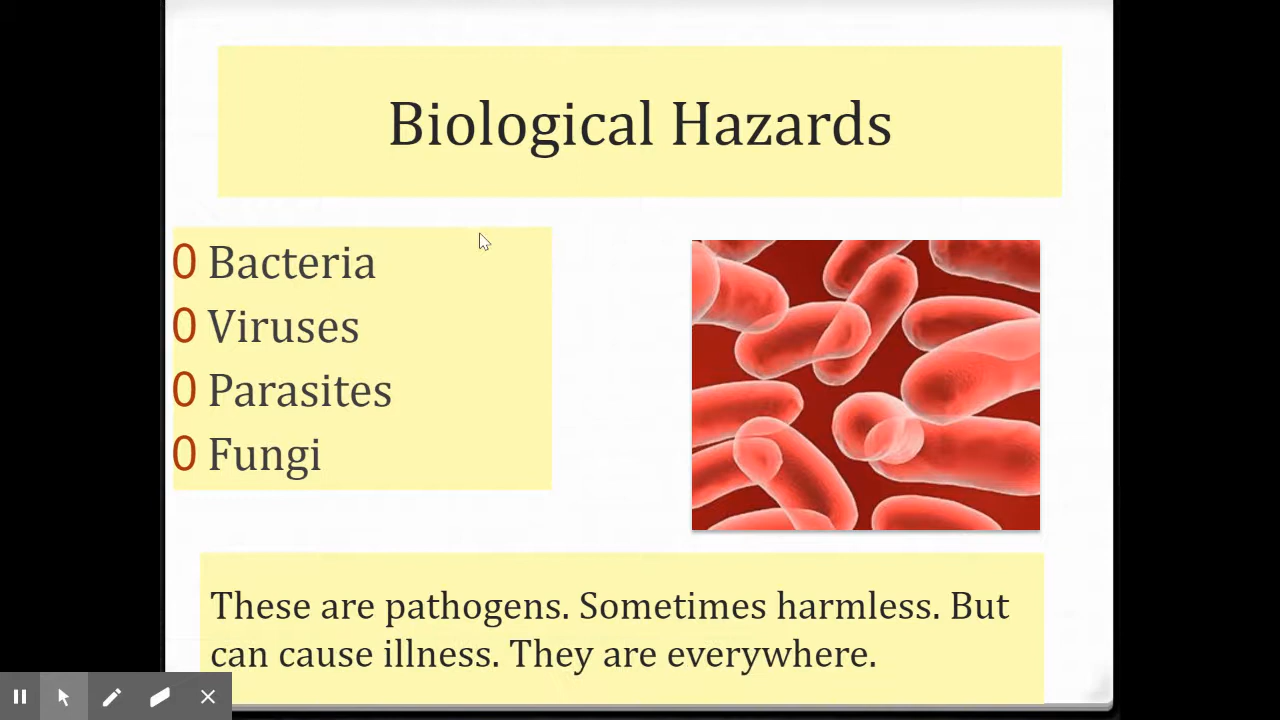 Biological Hazards
0 Bacteria
0 Viruses
0 Parasites
0 Fungi
These are pathogens. Sometimes harmless. But
can cause illness. They are everywhere.